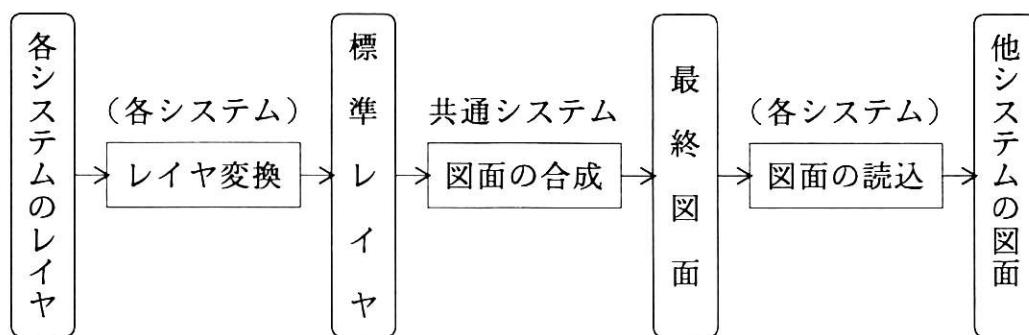 各システムのレイヤ
(各システム)
レイヤ変換
標準レイヤ
共通システム
図面の合成
最終図面
(各システム)
図面の読込
他システムの図面